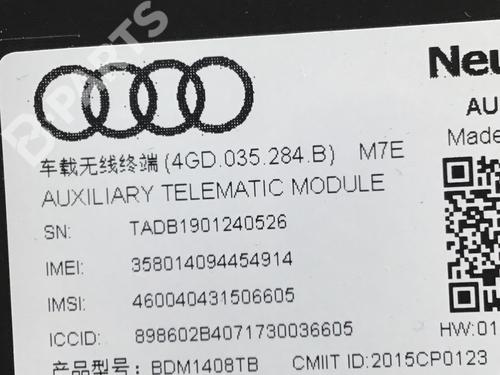 B-PARTS
Neu
AU
Made
车载无线终端 (4GD.035.284.B) M7E
AUXILIARY TELEMATIC MODULE
SN: TADB1901240526
IMEI: 358014094454914
IMSI: 460040431506605
ICCID: 898602B4071730036605
HW:01
产品型号: BDM1408TB CMIIT ID:2015CP0123